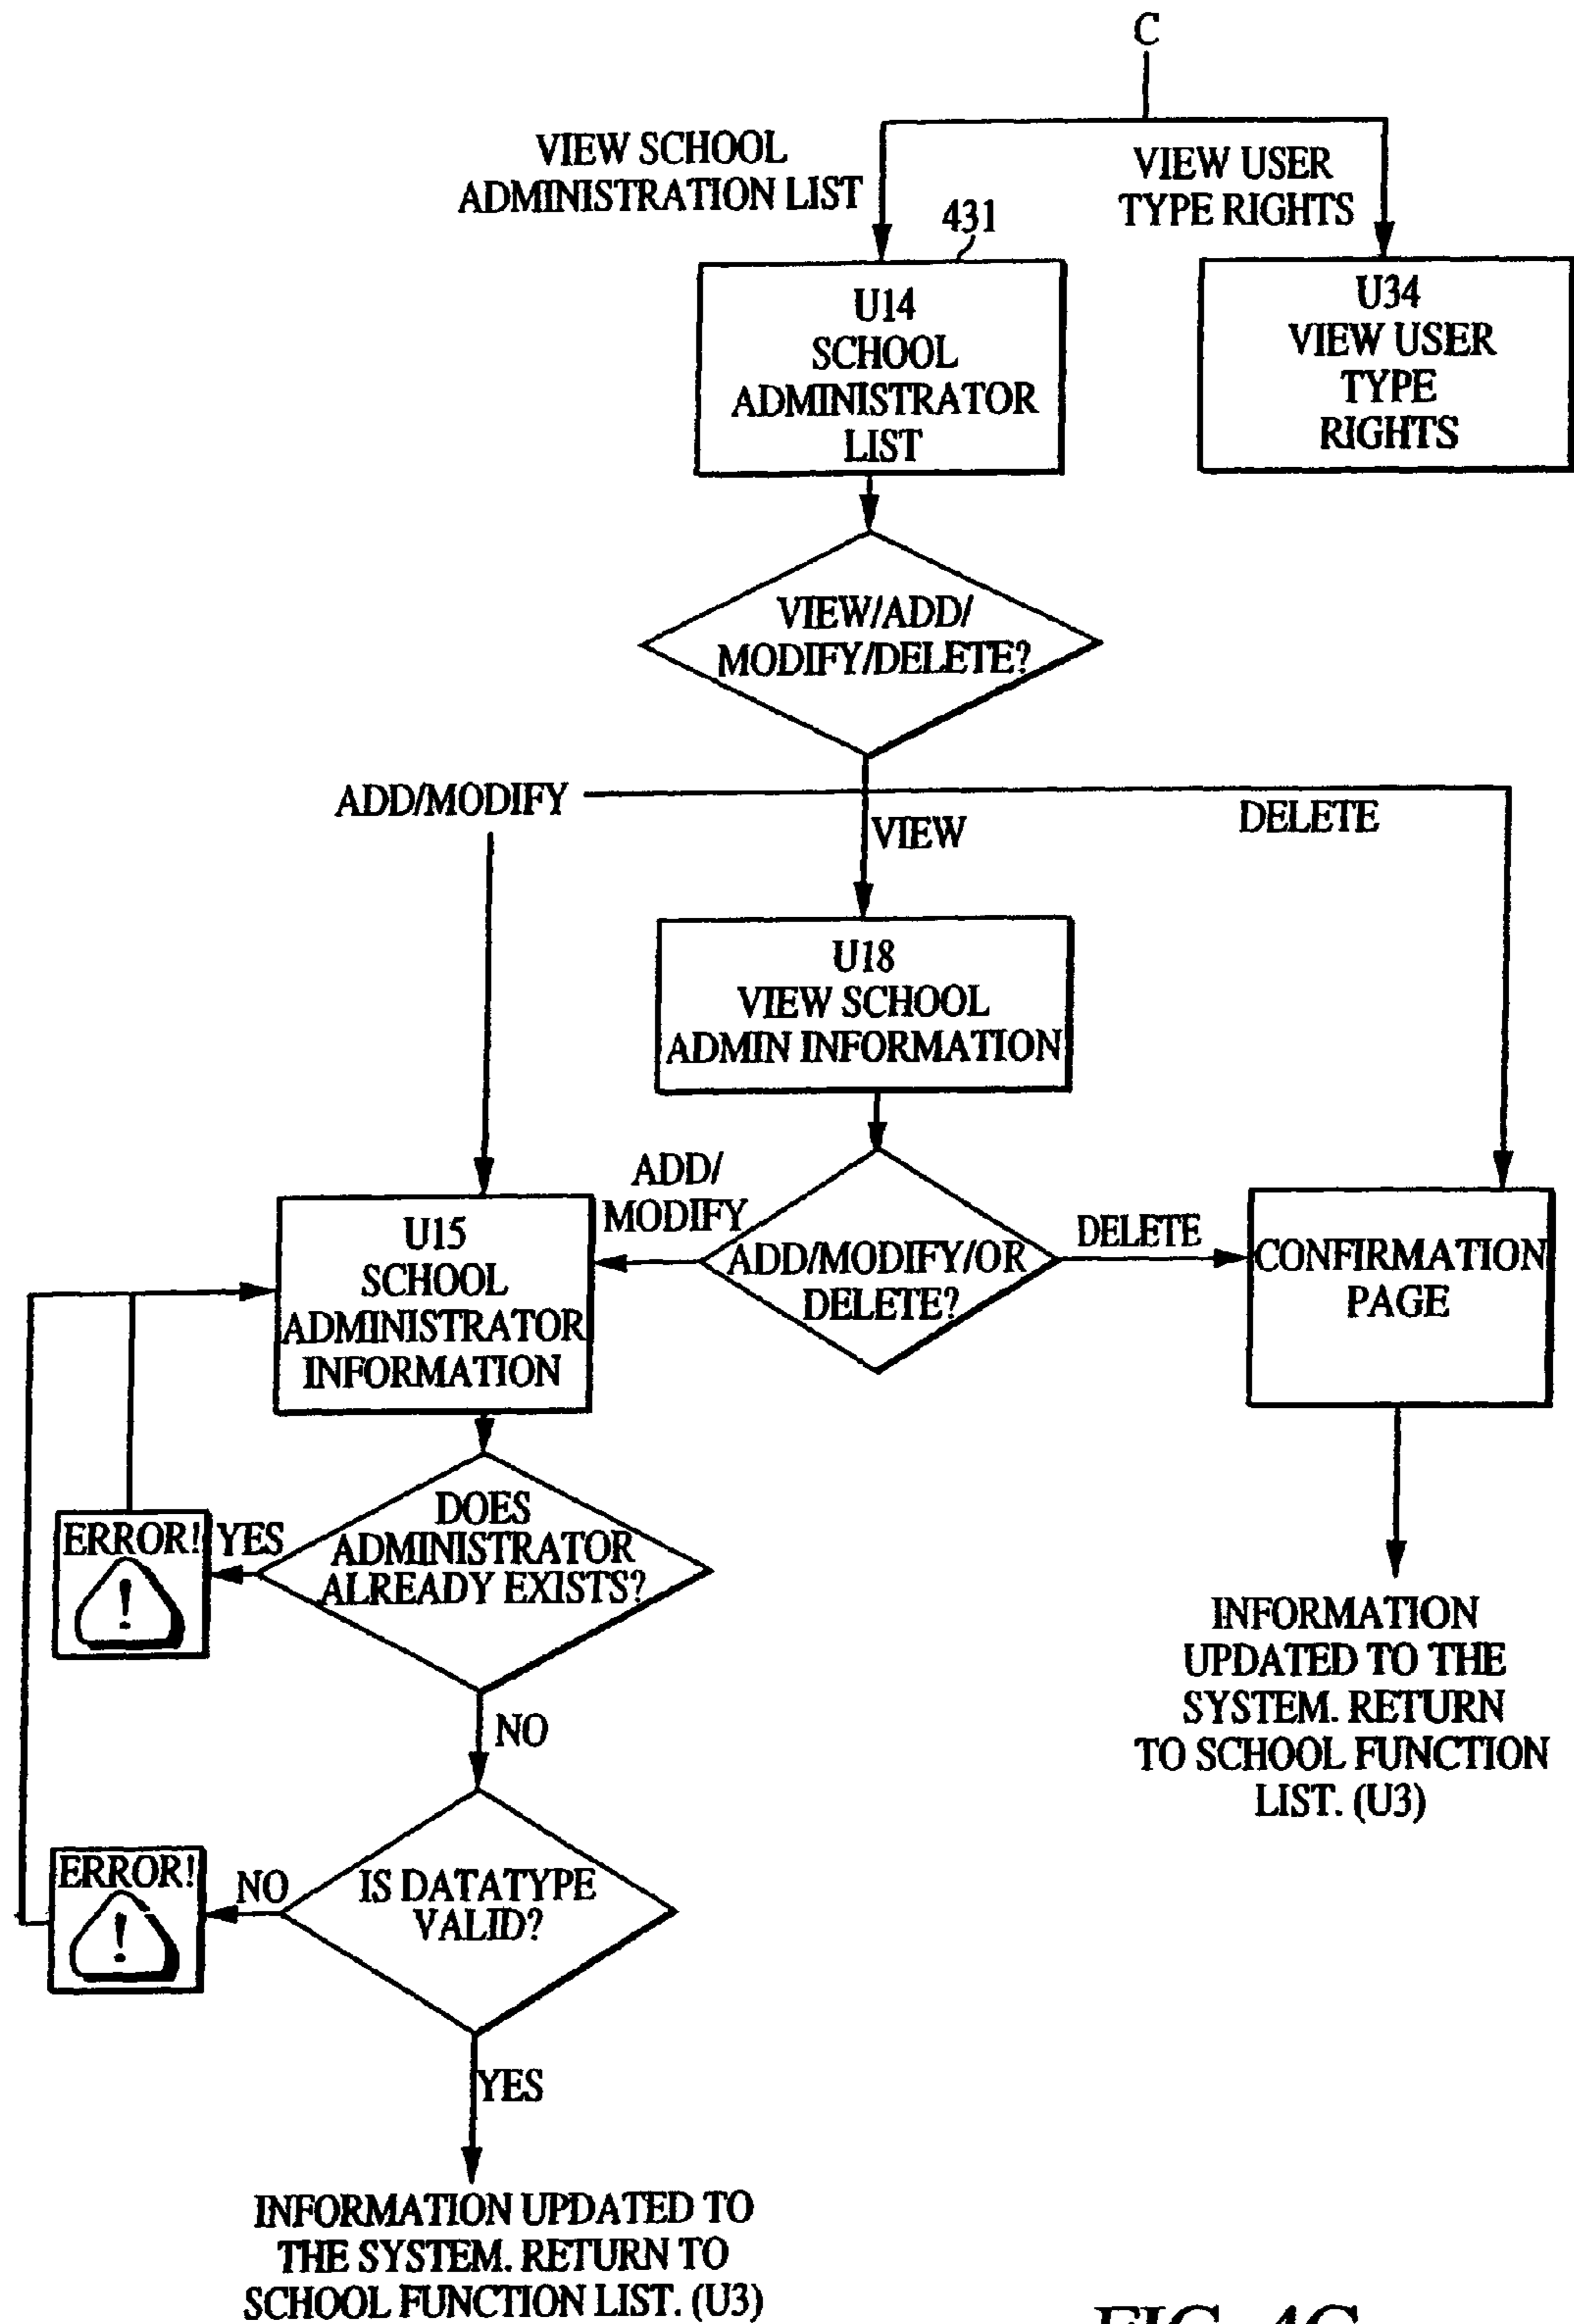 C
VIEW SCHOOL
ADMINISTRATION LIST
VIEW USER
TYPE RIGHTS
431
U14
SCHOOL
ADMINISTRATOR
LIST
U34
VIEW USER
TYPE
RIGHTS
VIEW/ADD/
MODIFY/DELETE?
ADD/MODIFY
VIEW
DELETE
U18
VIEW SCHOOL
ADMIN INFORMATION
ADD/
MODIFY
U15
SCHOOL
ADMINISTRATOR
INFORMATION
ADD/MODIFY/OR
DELETE?
DELETE
CONFIRMATION
PAGE
ERROR!
!
YES
DOES
ADMINISTRATOR
ALREADY EXISTS?
NO
INFORMATION
UPDATED TO THE
SYSTEM. RETURN
TO SCHOOL FUNCTION
LIST. (U3)
ERROR!
!
NO
IS DATATYPE
VALID?
YES
INFORMATION UPDATED TO
THE SYSTEM. RETURN TO
SCHOOL FUNCTION LIST. (U3)